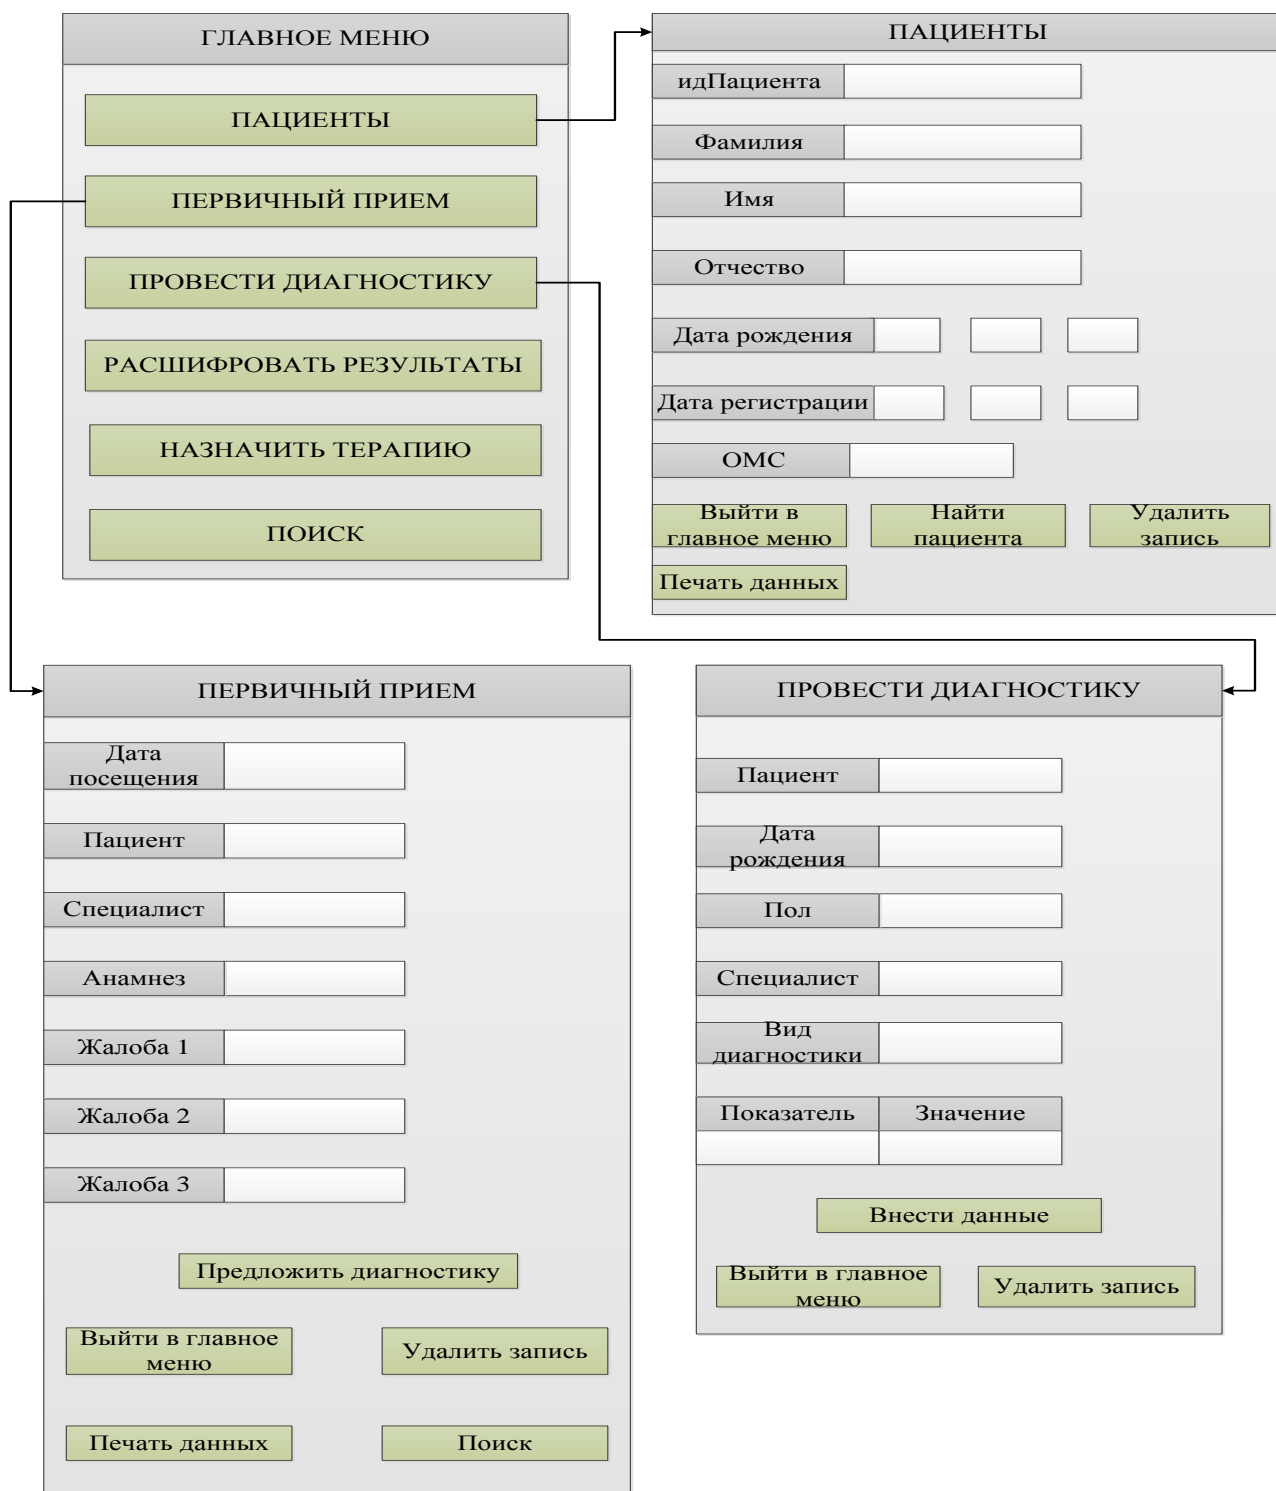 ГЛАВНОЕ МЕНЮ
ПАЦИЕНТЫ
ПЕРВИЧНЫЙ ПРИЕМ
ПРОВЕСТИ ДИАГНОСТИКУ
РАСШИФРОВАТЬ РЕЗУЛЬТАТЫ
НАЗНАЧИТЬ ТЕРАПИЮ
ПОИСК
ПАЦИЕНТЫ
идПациента
Фамилия
Имя
Отчество
Дата рождения
Дата регистрации
ОМС
Выйти в
главное меню
Найти
пациента
Удалить
запись
Печать данных
ПЕРВИЧНЫЙ ПРИЕМ
Дата
посещения
Пациент
Специалист
Анамнез
Жалоба 1
Жалоба 2
Жалоба 3
Предложить диагностику
Выйти в главное
меню
Удалить запись
Печать данных
Поиск
ПРОВЕСТИ ДИАГНОСТИКУ
Пациент
Дата
рождения
Пол
Специалист
Вид
диагностики
Показатель
Значение
Внести данные
Выйти в главное
меню
Удалить запись